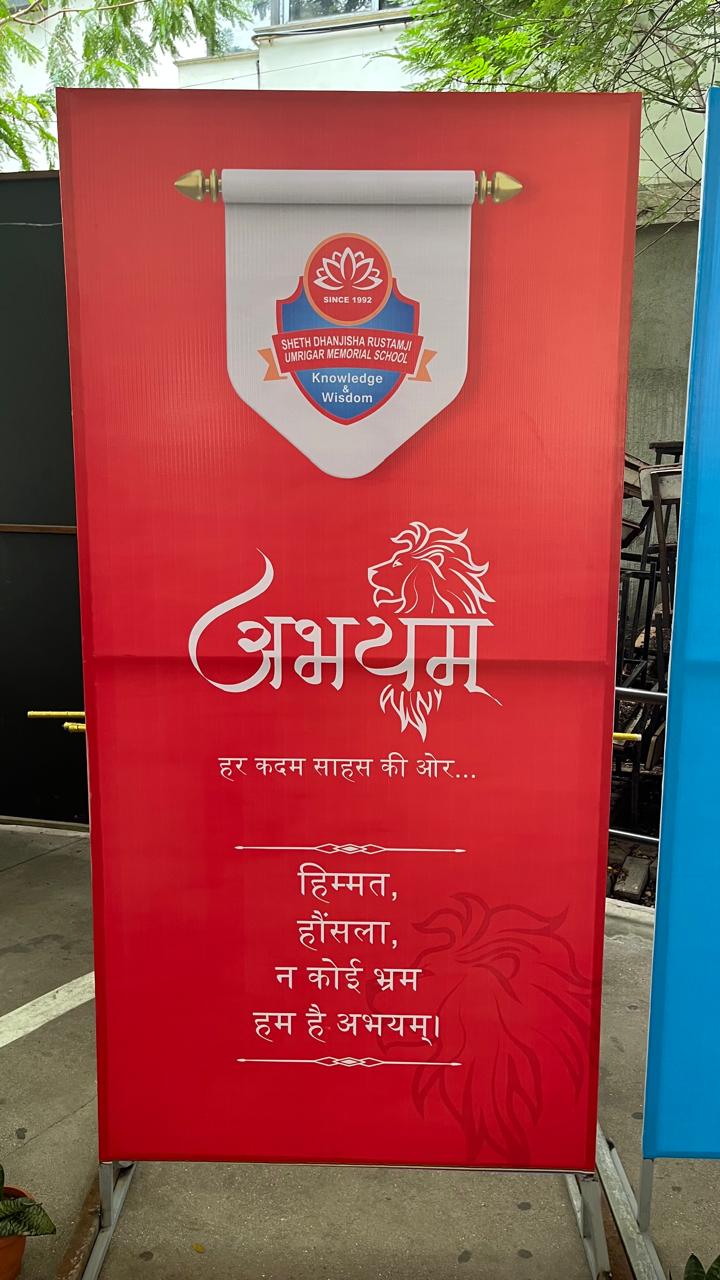 SINCE 1992
SHETH DHANJISHA RUSTAMJI
UMRIGAR MEMORIAL SCHOOL
Knowledge
&
Wisdom
अभयम्
हर कदम साहस की ओर...
हिम्मत,
हौंसला,
न कोई भ्रम
हम है अभयम्।